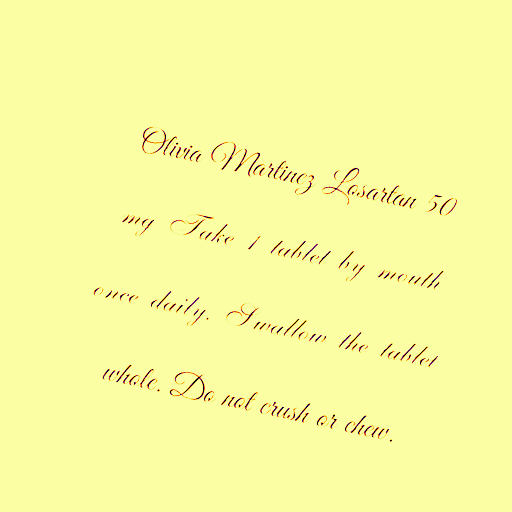 Olivia Martinez Losartan 50
mg Take 1 tablet by mouth
once daily. Swallow the tablet
whole. Do not crush or chew.